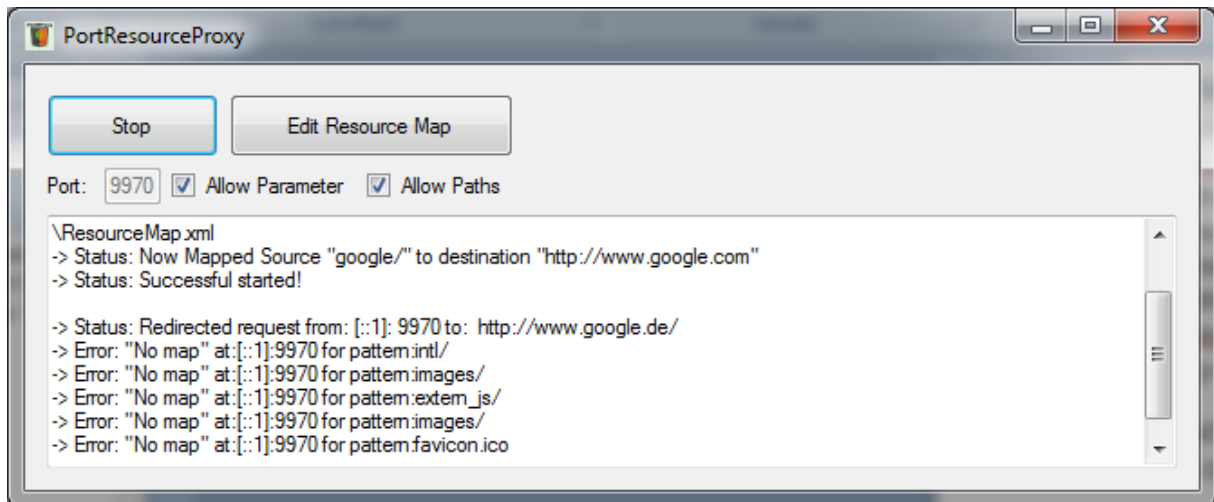 PortResourceProxy
Stop Edit Resource Map
Port: 9970 Allow Parameter Allow Paths
\ResourceMap.xml
-> Status: Now Mapped Source "google/" to destination "http://www.google.com"
-> Status: Successful started!
-> Status: Redirected request from: [::1]: 9970 to: http://www.google.de/
-> Error: "No map" at:[::1]:9970 for pattern:intl/
-> Error: "No map" at:[::1]:9970 for pattern:images/
-> Error: "No map" at:[::1]:9970 for pattern:extern_js/
-> Error: "No map" at:[::1]:9970 for pattern:images/
-> Error: "No map" at:[::1]:9970 for pattern:favicon.ico